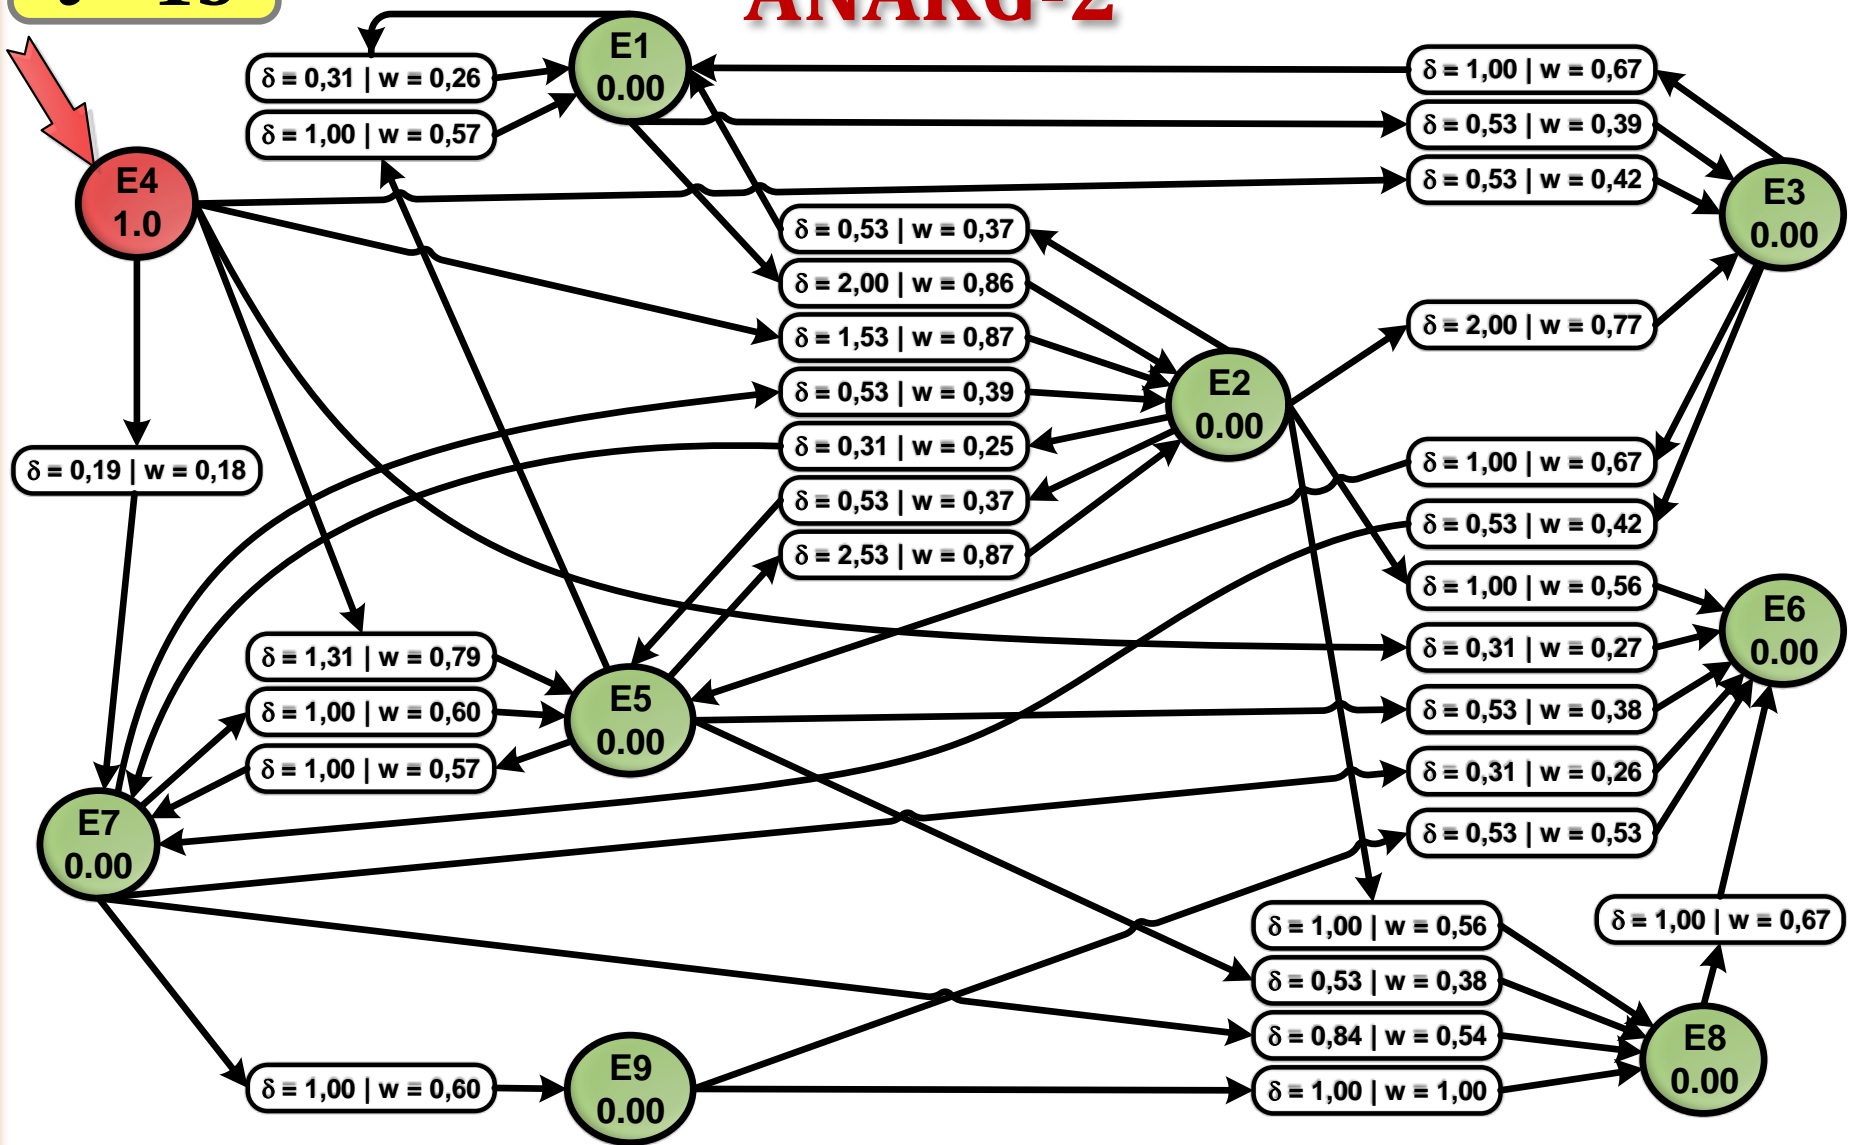 ANARG-2
E1
0.00
δ = 0,31 | w = 0,26
δ = 1,00 | w = 0,57
δ = 1,00 | w = 0,67
δ = 0,53 | w = 0,39
δ = 0,53 | w = 0,42
E4
1.0
E3
0.00
δ = 0,53 | w = 0,37
δ = 2,00 | w = 0,86
δ = 1,53 | w = 0,87
δ = 0,53 | w = 0,39
δ = 0,31 | w = 0,25
δ = 0,53 | w = 0,37
δ = 2,53 | w = 0,87
δ = 2,00 | w = 0,77
E2
0.00
δ = 0,19 | w = 0,18
δ = 1,00 | w = 0,67
δ = 0,53 | w = 0,42
δ = 1,00 | w = 0,56
δ = 0,31 | w = 0,27
δ = 0,53 | w = 0,38
δ = 0,31 | w = 0,26
δ = 0,53 | w = 0,53
E6
0.00
δ = 1,31 | w = 0,79
δ = 1,00 | w = 0,60
δ = 1,00 | w = 0,57
E5
0.00
E7
0.00
δ = 1,00 | w = 0,56
δ = 0,53 | w = 0,38
δ = 0,84 | w = 0,54
δ = 1,00 | w = 1,00
δ = 1,00 | w = 0,67
E8
0.00
δ = 1,00 | w = 0,60
E9
0.00